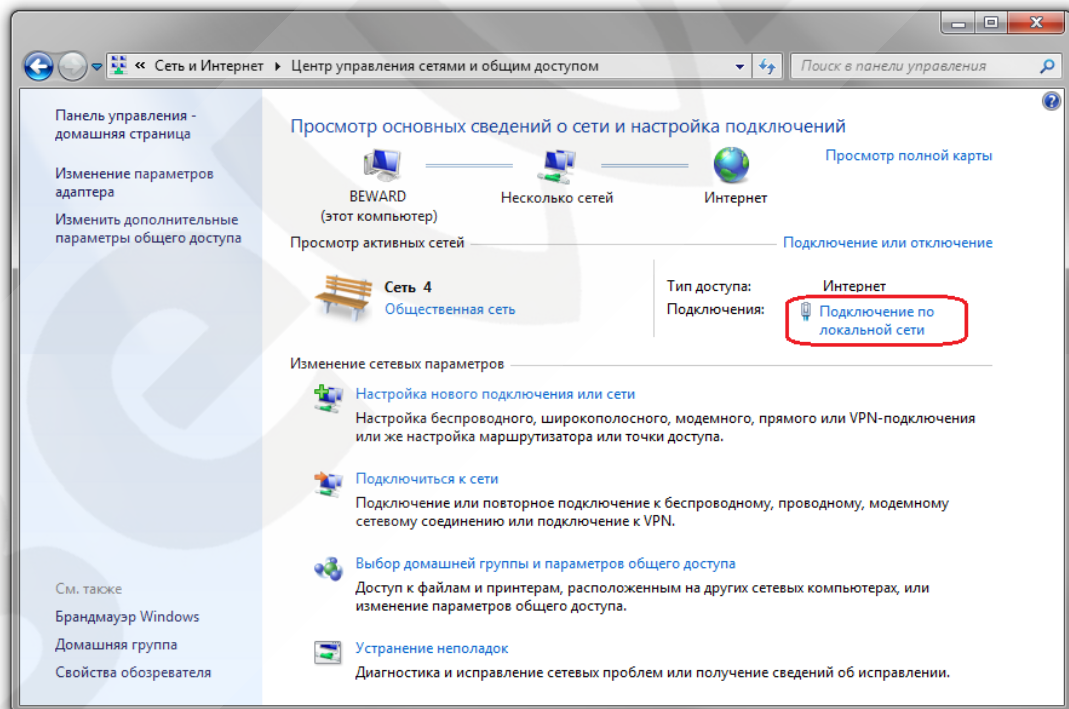 « Сеть и Интернет ▸ Центр управления сетями и общим доступом
Поиск в панели управления
Панель управления -
домашняя страница
Изменение параметров
адаптера
Изменить дополнительные
параметры общего доступа
См. также
Брандмауэр Windows
Домашняя группа
Свойства обозревателя
Просмотр основных сведений о сети и настройка подключений
Просмотр полной карты
BEWARD
(этот компьютер)
Несколько сетей
Интернет
Просмотр активных сетей
Подключение или отключение
Сеть 4
Общественная сеть
Тип доступа: Интернет
Подключения: Подключение по
локальной сети
Изменение сетевых параметров
Настройка нового подключения или сети
Настройка беспроводного, широкополосного, модемного, прямого или VPN-подключения
или же настройка маршрутизатора или точки доступа.
Подключиться к сети
Подключение или повторное подключение к беспроводному, проводному, модемному
сетевому соединению или подключение к VPN.
Выбор домашней группы и параметров общего доступа
Доступ к файлам и принтерам, расположенным на других сетевых компьютерах, или
изменение параметров общего доступа.
Устранение неполадок
Диагностика и исправление сетевых проблем или получение сведений об исправлении.